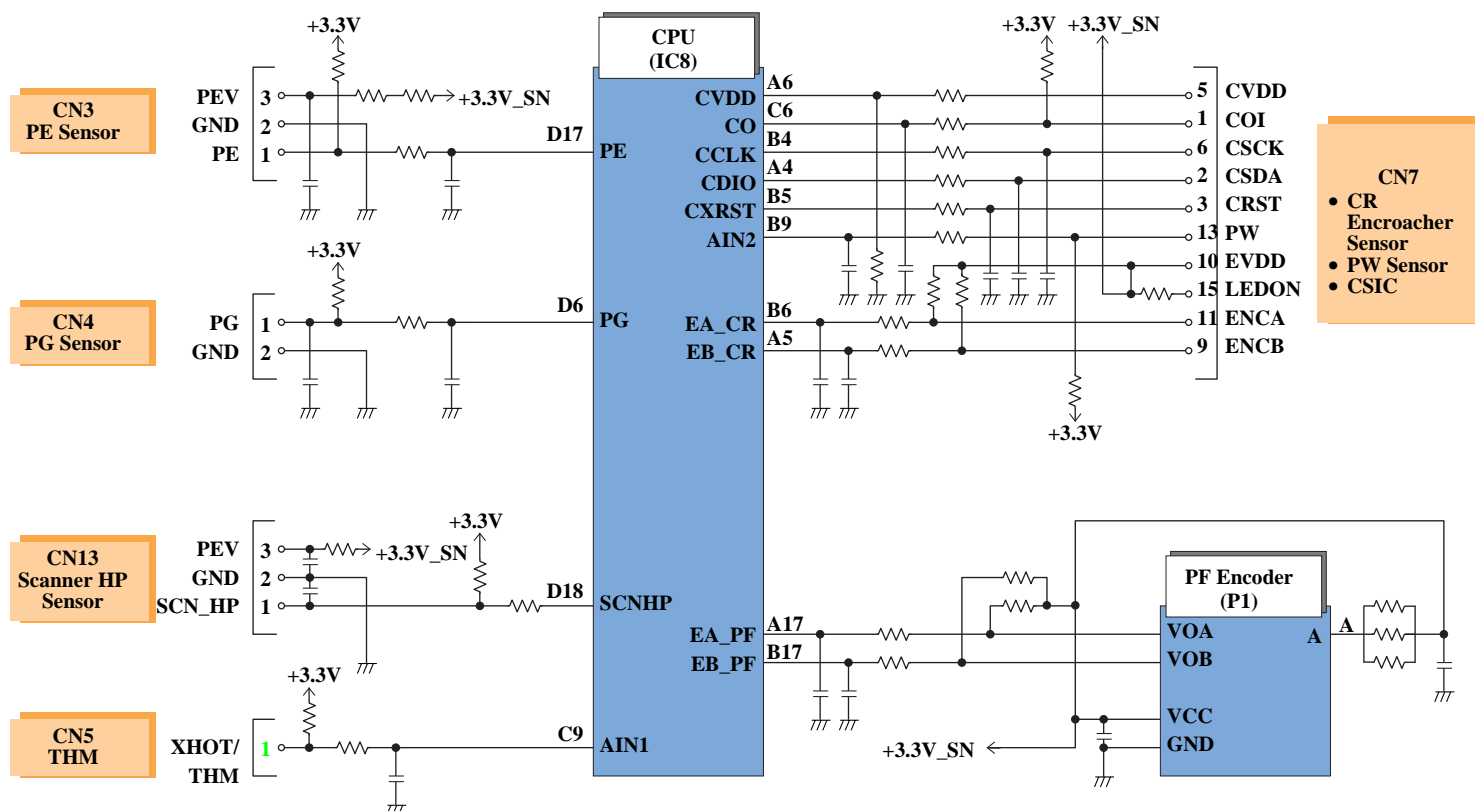 +3.3V
CN3
PE Sensor
PEV 3
+3.3V_SN
GND 2
PE 1
D17
PE
+3.3V
CN4
PG Sensor
PG 1
GND 2
D6
PG
CN13
Scanner HP
Sensor
PEV 3
+3.3V_SN
GND 2
SCN_HP 1
+3.3V
D18
SCNHP
CN5
THM
+3.3V
XHOT/
THM
1
C9
AIN1
CPU
(IC8)
CVDD A6
CO C6
CCLK B4
CDIO A4
CXRST B5
AIN2 B9
EA_CR B6
EB_CR A5
EA_PF A17
EB_PF B17
+3.3V
+3.3V_SN
5 CVDD
1 COI
6 CSCK
2 CSDA
3 CRST
13 PW
10 EVDD
15 LEDON
11 ENCA
9 ENCB
+3.3V
CN7
• CR
Encroacher
Sensor
• PW Sensor
• CSIC
PF Encoder
(P1)
VOA
VOB
A
A
VCC
GND
+3.3V_SN